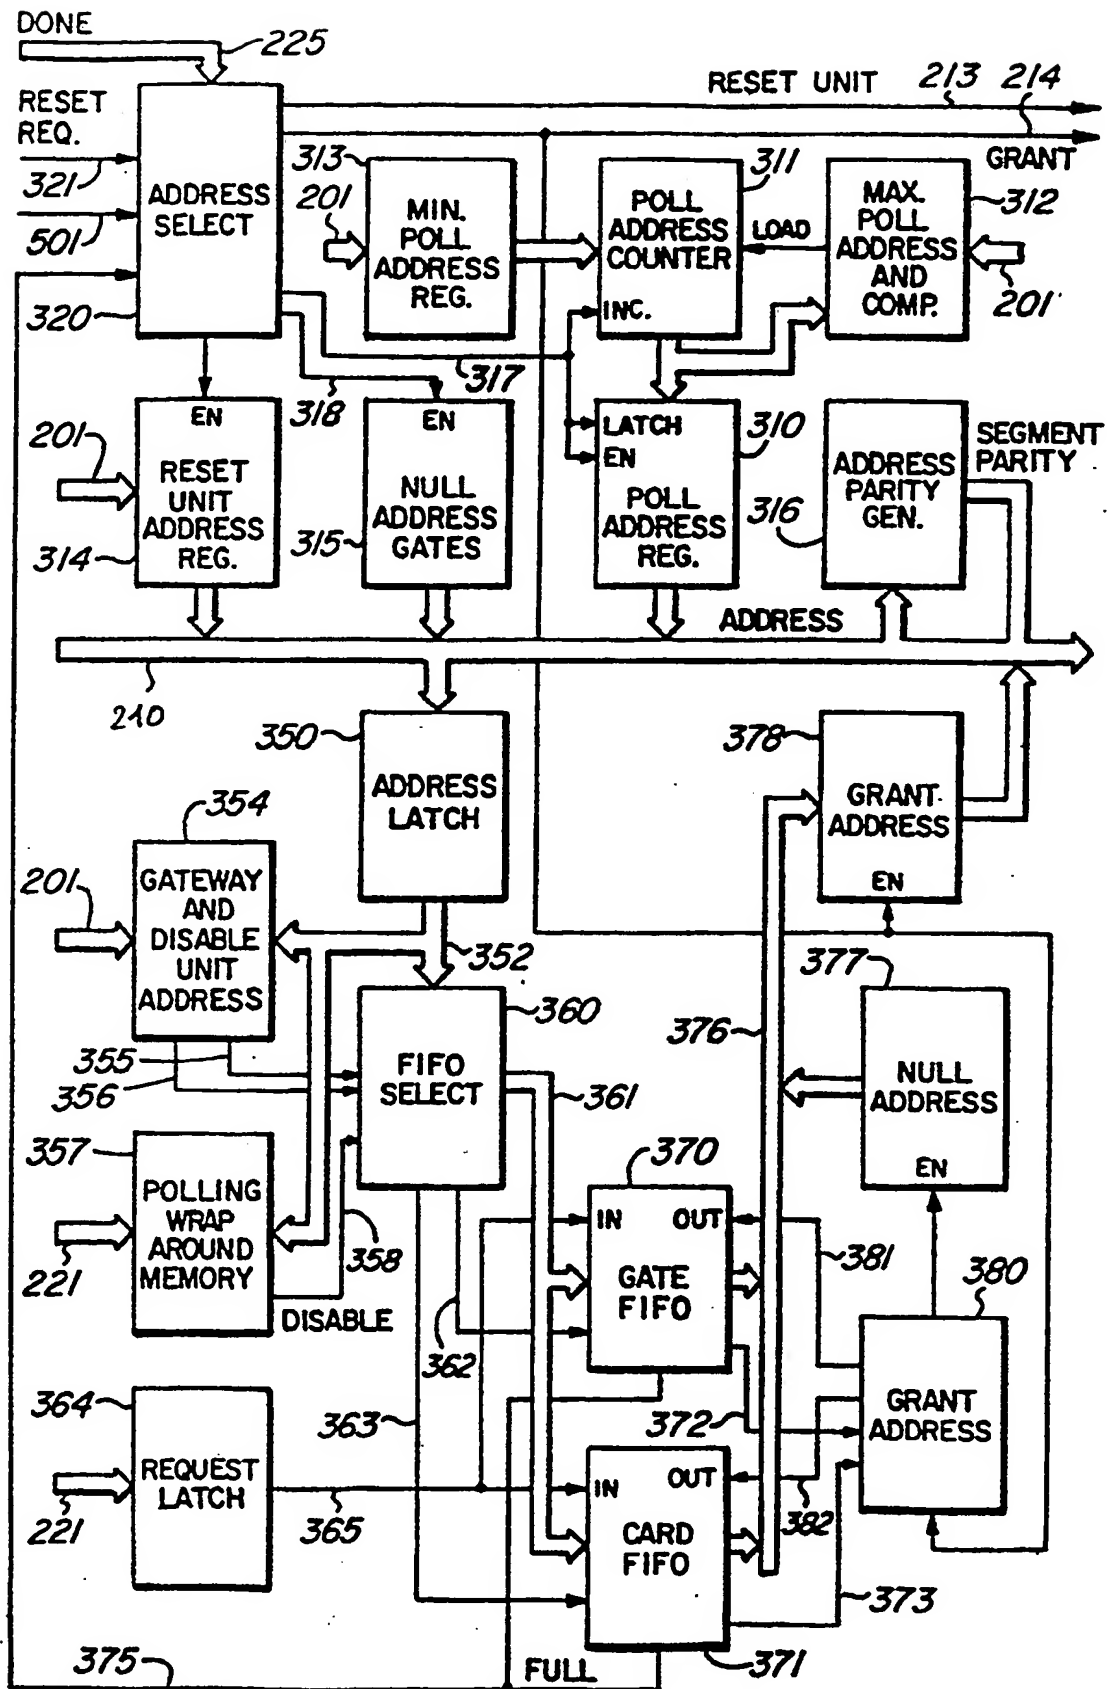 DONE
225
RESET UNIT
213
214
RESET
REQ.
GRANT
321
501
ADDRESS
SELECT
320
313
201
MIN.
POLL
ADDRESS
REG.
311
POLL
ADDRESS
COUNTER
INC.
LOAD
MAX.
POLL
ADDRESS
AND
COMP.
312
201
317
318
201
EN
RESET
UNIT
ADDRESS
REG.
314
EN
NULL
ADDRESS
GATES
315
LATCH
EN
POLL
ADDRESS
REG.
310
ADDRESS
PARITY
GEN.
316
SEGMENT
PARITY
ADDRESS
210
350
ADDRESS
LATCH
378
GRANT
ADDRESS
EN
354
201
GATEWAY
AND
DISABLE
UNIT
ADDRESS
352
377
355
356
FIFO
SELECT
360
361
376
NULL
ADDRESS
EN
357
POLLING
WRAP
AROUND
MEMORY
221
358
DISABLE
362
370
IN
OUT
GATE
FIFO
381
380
GRANT
ADDRESS
364
REQUEST
LATCH
221
363
365
372
IN
OUT
CARD
FIFO
382
373
375
FULL
371